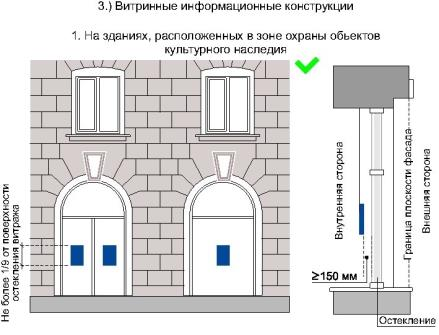 3.) Витринные информационные конструкции
1. На зданиях, расположенных в зоне охраны объектов
культурного наследия
Не более 1/9 от поверхности
остекления витража
Внутренняя сторона
Граница плоскости фасада
Внешняя сторона
≥150 мм
Остекление